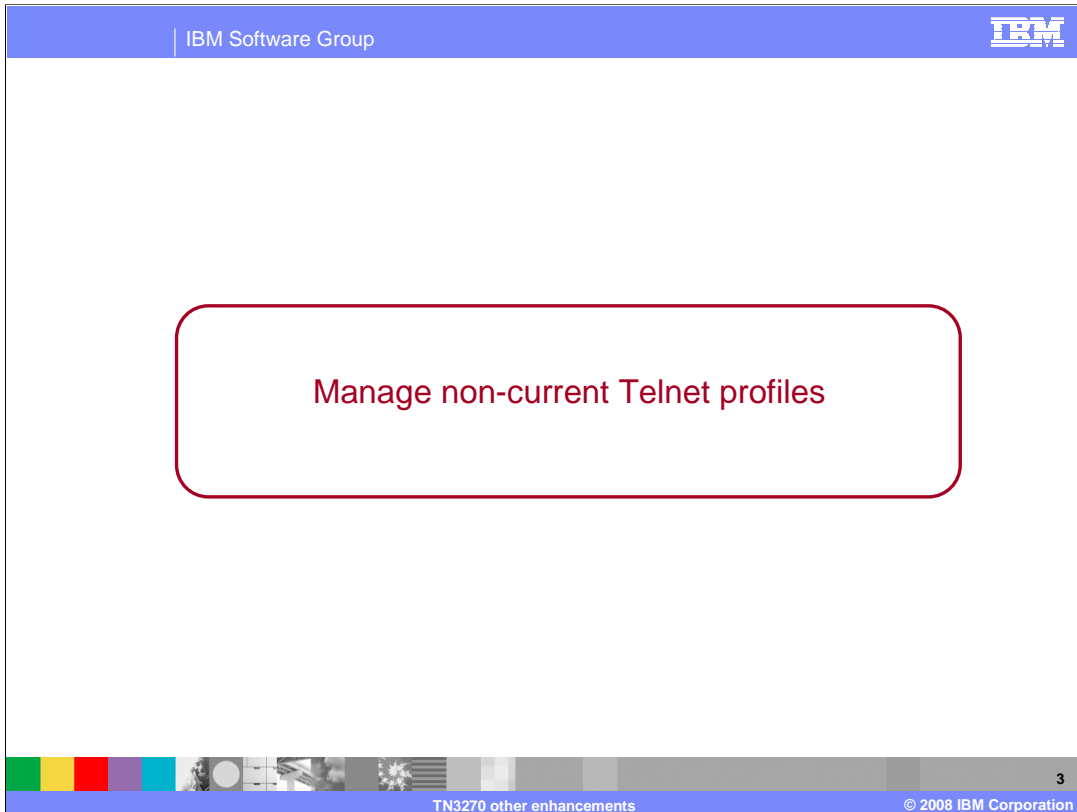 IBM Software Group
IBM
Manage non-current Telnet profiles
3
TN3270 other enhancements
© 2008 IBM Corporation